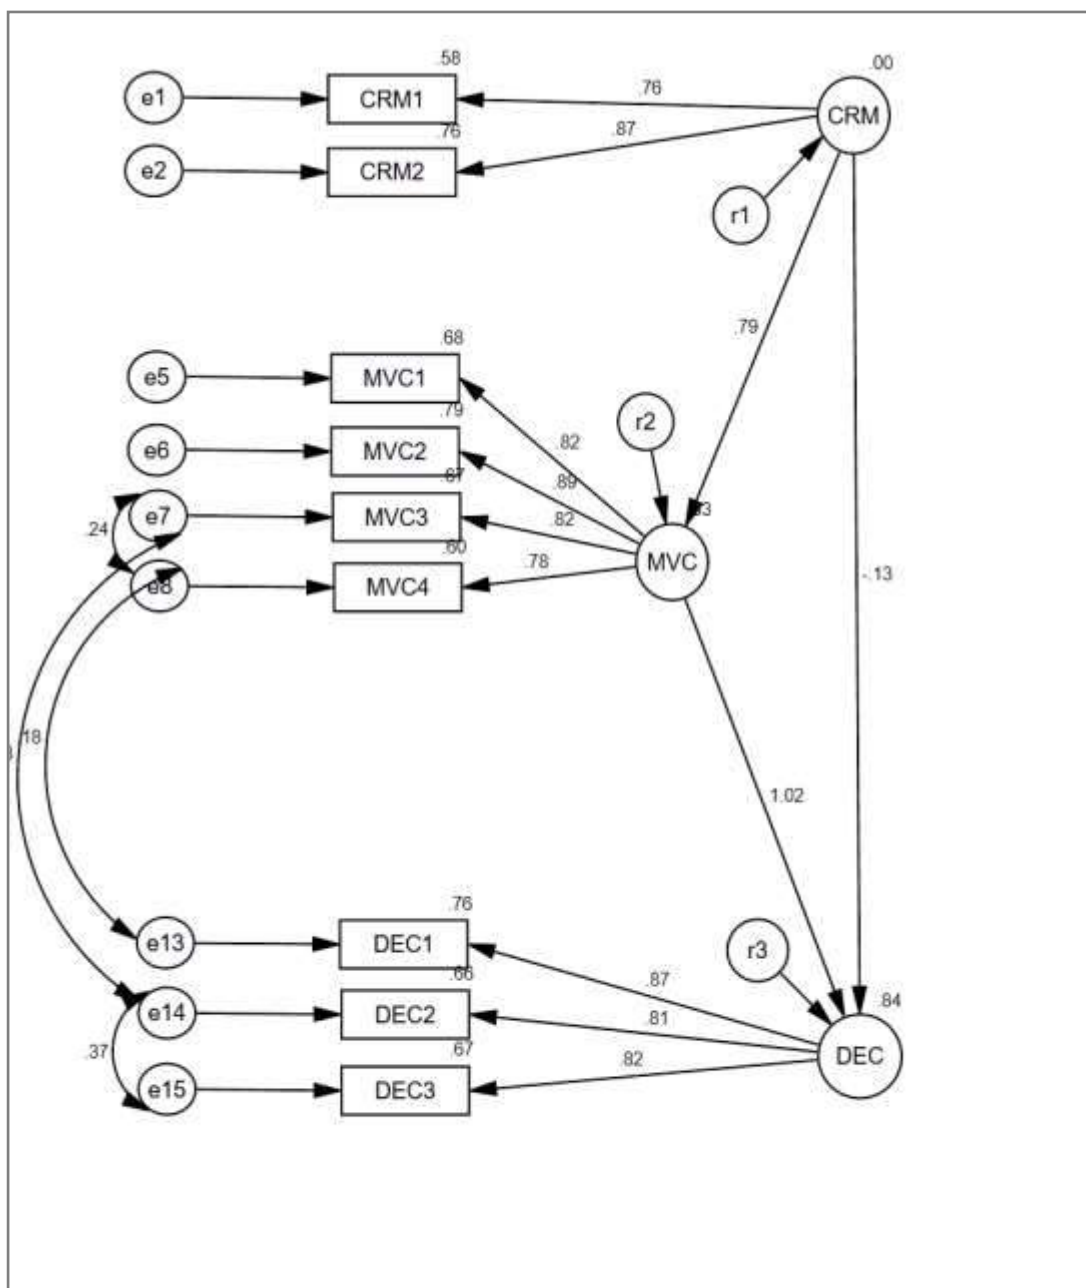 .58
.00
e1
CRM1
.76
CRM
.76
.87
e2
CRM2
r1
.79
.68
e5
MVC1
r2
.79
.82
e6
MVC2
.89
.67
e7
MVC3
.82
.24
.60
MVC
.78
e8
MVC4
-.13
18
1.02
.76
e13
DEC1
r3
.87
.66
.84
e14
DEC2
.81
.67
.37
DEC
.82
e15
DEC3